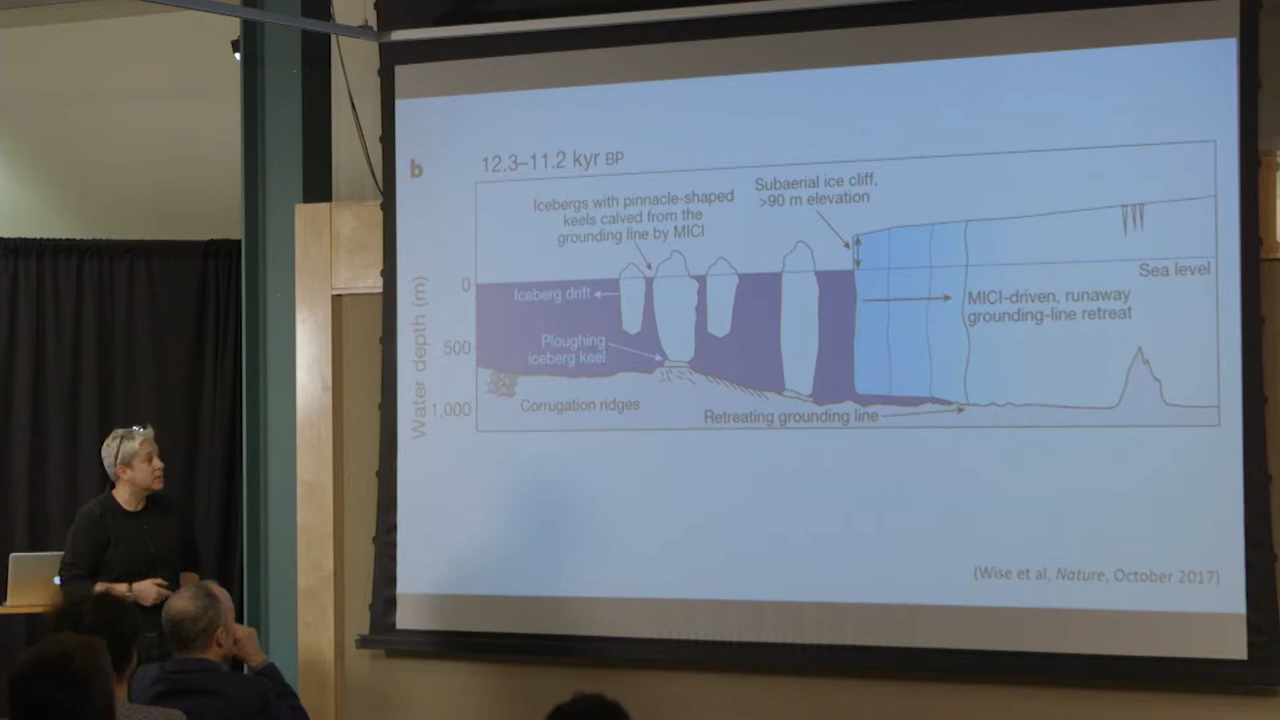 b
12.3–11.2 kyr BP
Icebergs with pinnacle-shaped
keels calved from the
grounding line by MICI
Subaerial ice cliff,
>90 m elevation
Water depth (m)
0
500
1,000
Iceberg drift
Ploughing
iceberg keel
Corrugation ridges
Retreating grounding line
Sea level
MICI-driven, runaway
grounding-line retreat
(Wise et al, Nature, October 2017)